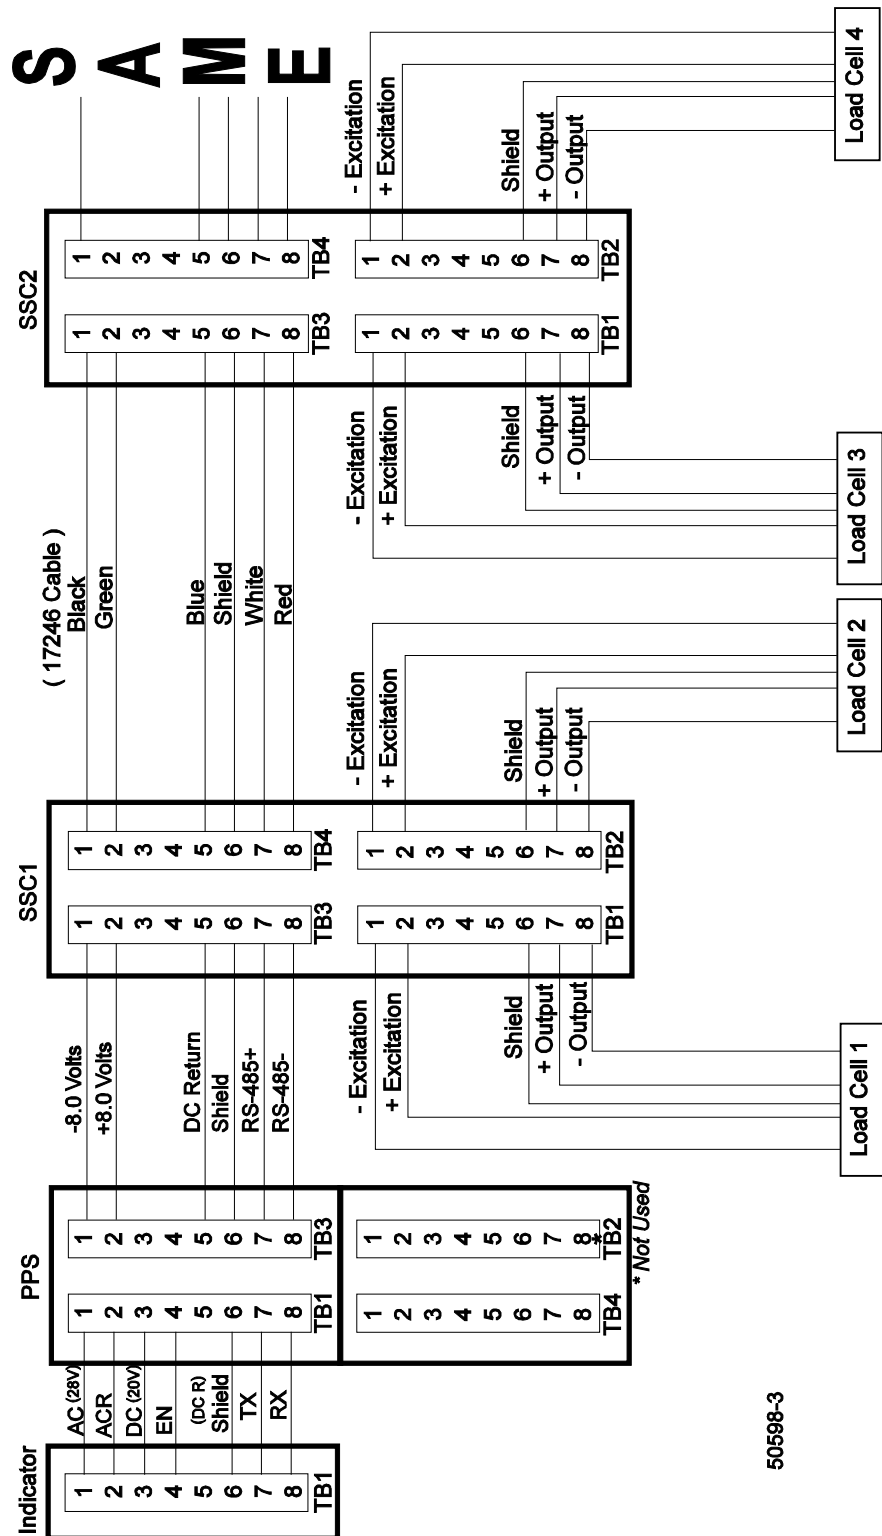 Indicator
1
2
3
4
5
6
7
8
TB1
AC (28V)
ACR
DC (20V)
EN
(DC R)
Shield
TX
RX
PPS
1
2
3
4
5
6
7
8
TB1
1
2
3
4
5
6
7
8
TB3
1
2
3
4
5
6
7
8
TB4
1
2
3
4
5
6
7
8
*
TB2
* Not Used
-8.0 Volts
+8.0 Volts
DC Return
Shield
RS-485+
RS-485-
SSC1
1
2
3
4
5
6
7
8
TB3
1
2
3
4
5
6
7
8
TB4
1
2
3
4
5
6
7
8
TB1
1
2
3
4
5
6
7
8
TB2
- Excitation
+ Excitation
Shield
+ Output
- Output
Load Cell 1
- Excitation
+ Excitation
Shield
+ Output
- Output
Load Cell 2
( 17246 Cable )
Black
Green
Blue
Shield
White
Red
SSC2
1
2
3
4
5
6
7
8
TB3
1
2
3
4
5
6
7
8
TB4
1
2
3
4
5
6
7
8
TB1
1
2
3
4
5
6
7
8
TB2
- Excitation
+ Excitation
Shield
+ Output
- Output
Load Cell 3
- Excitation
+ Excitation
Shield
+ Output
- Output
Load Cell 4
S
A
M
E
50598-3